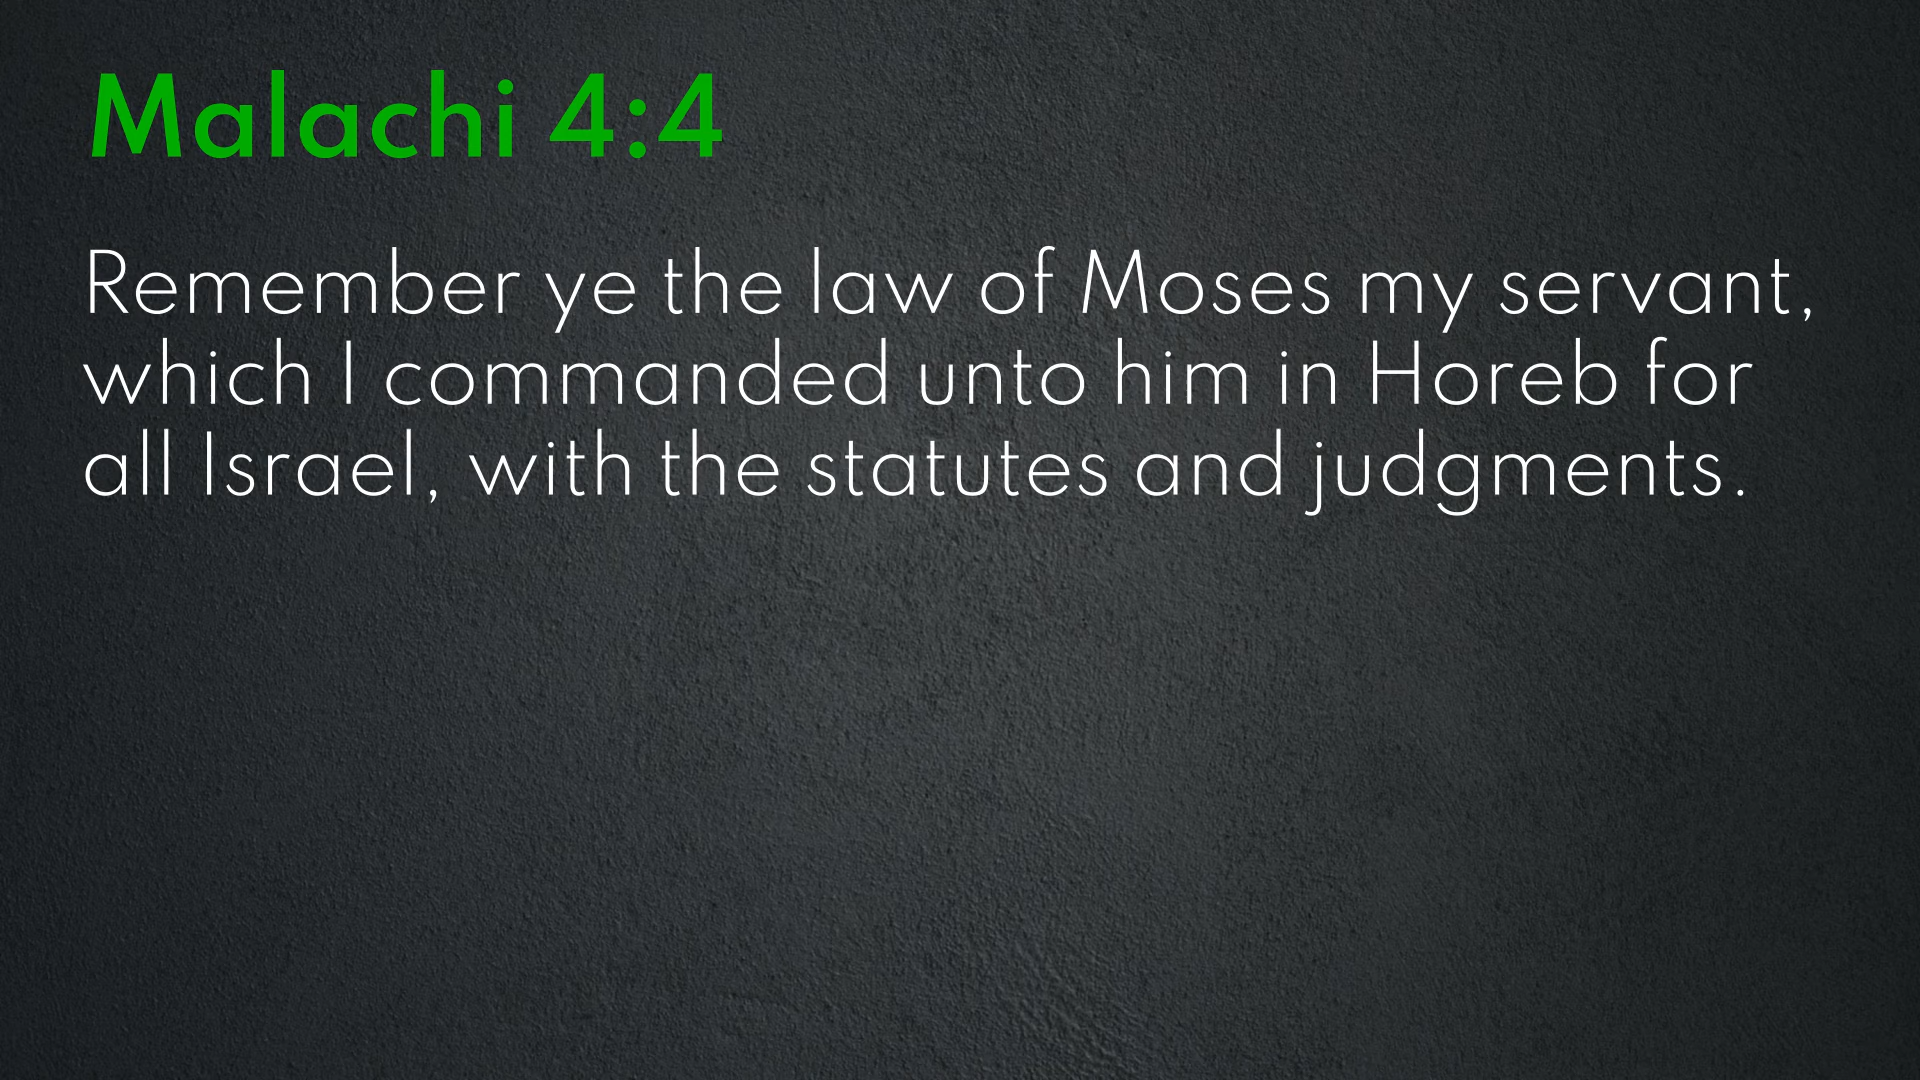 Malachi 4:4
Remember ye the law of Moses my servant,
which I commanded unto him in Horeb for
all Israel, with the statutes and judgments.